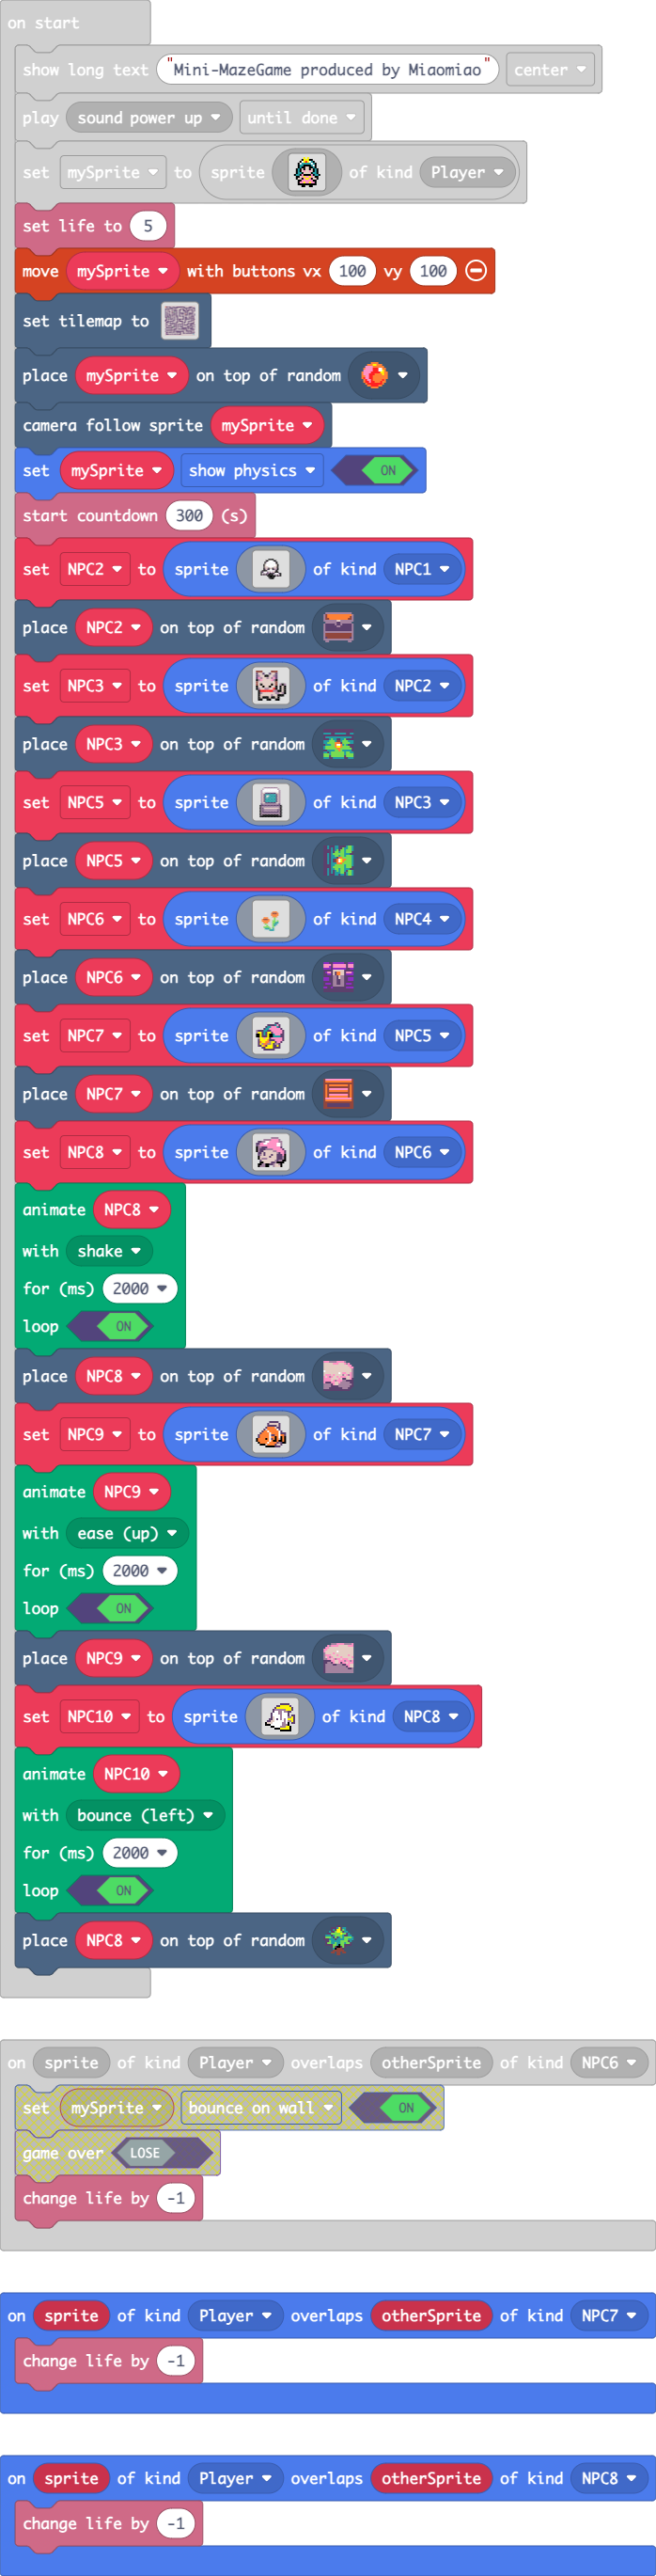 on start
show long text "Mini-MazeGame produced by Miaomiao" center
play sound power up until done
set mySprite to sprite of kind Player
set life to 5
move mySprite with buttons vx 100 vy 100
set tilemap to
place mySprite on top of random
camera follow sprite mySprite
set mySprite show physics ON
start countdown 300 (s)
set NPC2 to sprite of kind NPC1
place NPC2 on top of random
set NPC3 to sprite of kind NPC2
place NPC3 on top of random
set NPC5 to sprite of kind NPC3
place NPC5 on top of random
set NPC6 to sprite of kind NPC4
place NPC6 on top of random
set NPC7 to sprite of kind NPC5
place NPC7 on top of random
set NPC8 to sprite of kind NPC6
animate NPC8
with shake
for (ms) 2000
loop ON
place NPC8 on top of random
set NPC9 to sprite of kind NPC7
animate NPC9
with ease (up)
for (ms) 2000
loop ON
place NPC9 on top of random
set NPC10 to sprite of kind NPC8
animate NPC10
with bounce (left)
for (ms) 2000
loop ON
place NPC8 on top of random
on sprite of kind Player overlaps otherSprite of kind NPC6
set mySprite bounce on wall ON
game over LOSE
change life by -1
on sprite of kind Player overlaps otherSprite of kind NPC7
change life by -1
on sprite of kind Player overlaps otherSprite of kind NPC8
change life by -1